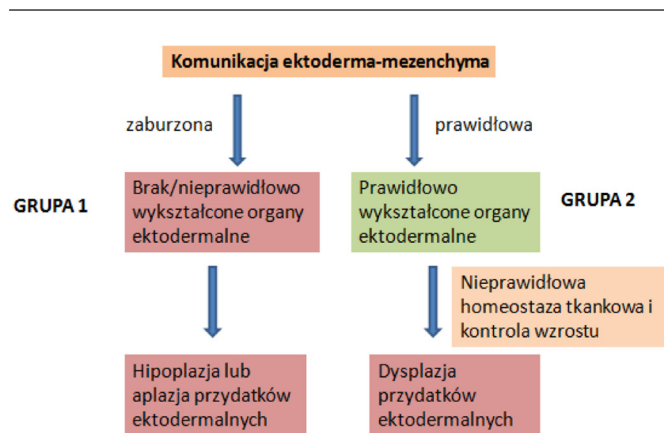 Komunikacja ektoderma-mezenchyma
zaburzona
prawidłowa
GRUPA 1
Brak/nieprawidłowo
wykształcone organy
ektodermalne
Prawidłowo
wykształcone organy
ektodermalne
GRUPA 2
Nieprawidłowa
homeostaza tkankowa i
kontrola wzrostu
Hipoplazja lub
aplazja przydatków
ektodermalnych
Dysplazja
przydatków
ektodermalnych